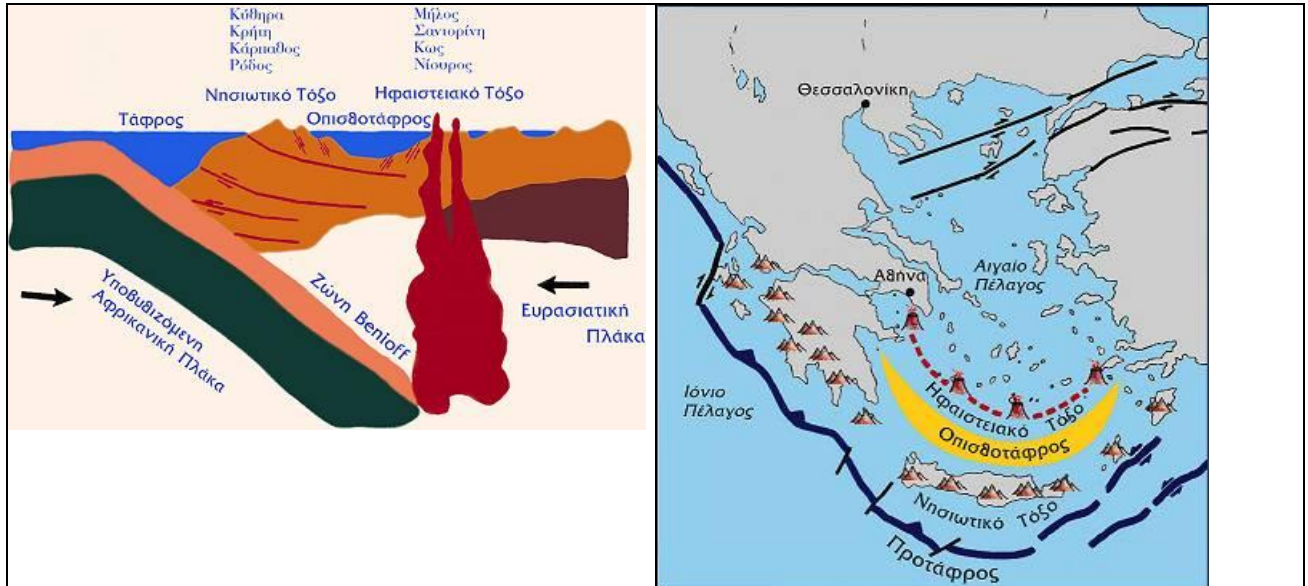 Κύθηρα
Κρήτη
Κάρπαθος
Ρόδος
Μήλος
Σαντορίνη
Κως
Νίσυρος
Νησιωτικό Τόξο
Ηφαιστειακό Τόξο
Τάφρος
Οπισθοτάφρος
Υποβυθιζόμενη
Αφρικανική Πλάκα
Ζώνη Benloff
Ευρασιατική
Πλάκα
Θεσσαλονίκη
Αθήνα
Αιγαίο
Πέλαγος
Ιόνιο
Πέλαγος
Ηφαιστειακό Τόξο
Οπισθοτάφρος
Νησιωτικό Τόξο
Προτάφρος